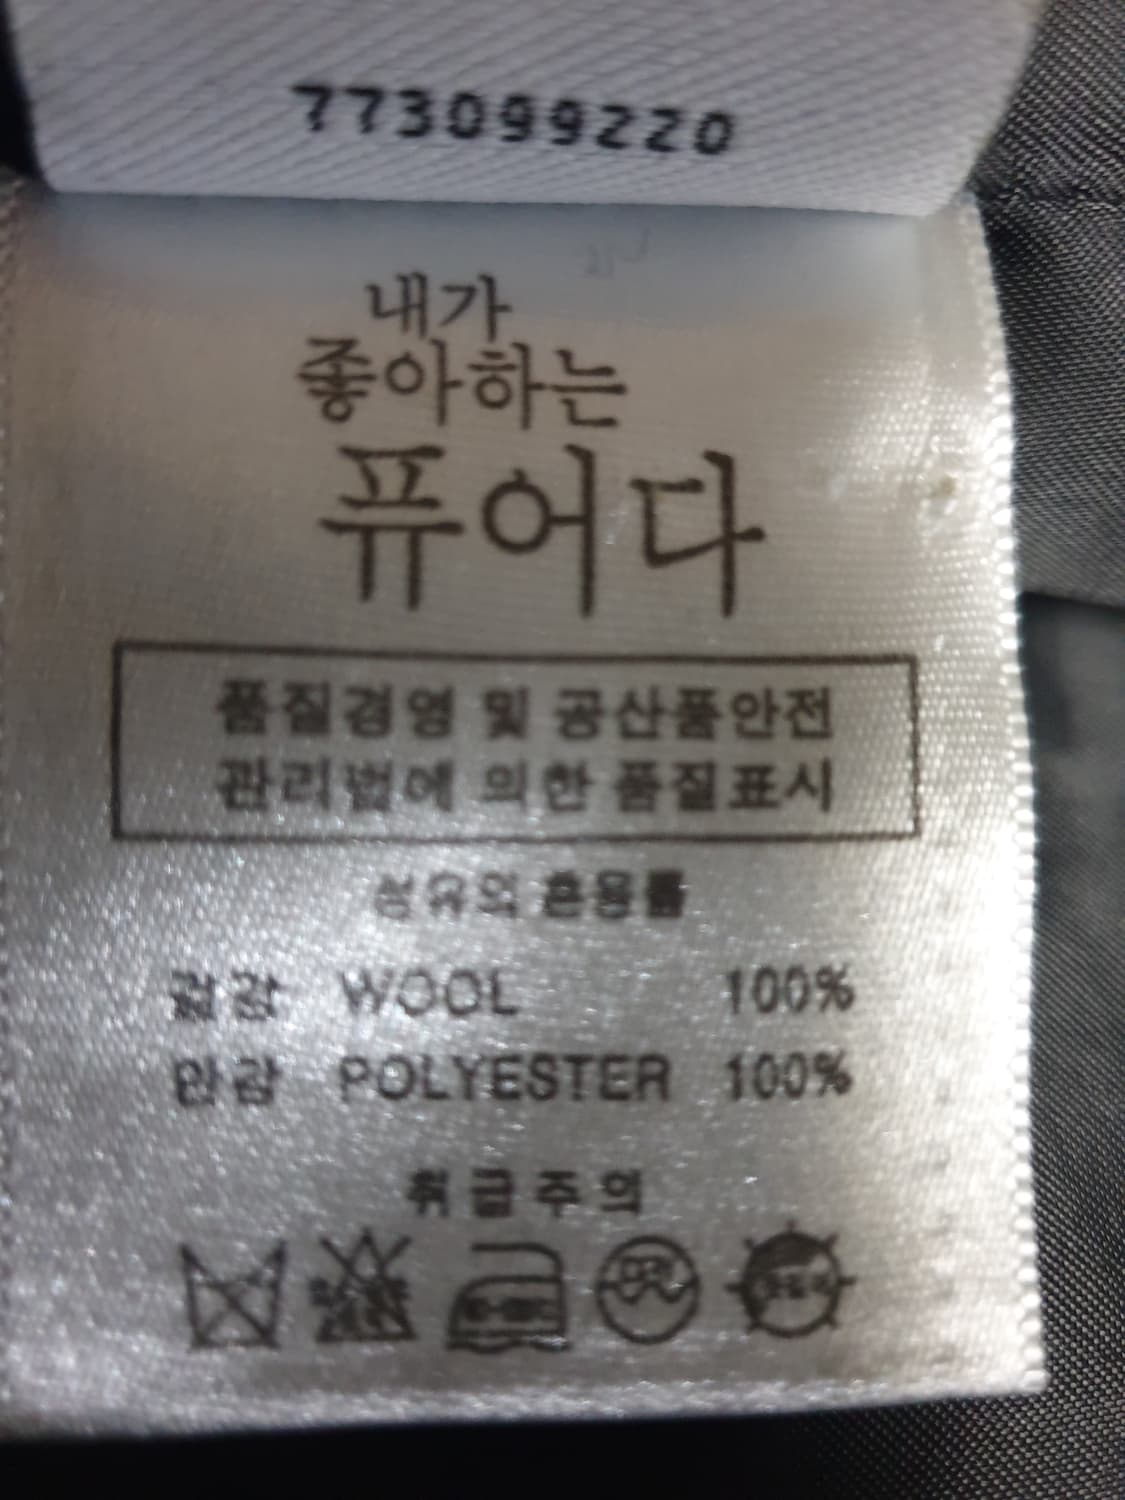 773099220
내가
좋아하는
퓨어다
품질경영 및 공산품안전
관리법에 의한 품질표시
섬유의 혼용률
겉감 WOOL 100%
안감 POLYESTER 100%
취급주의